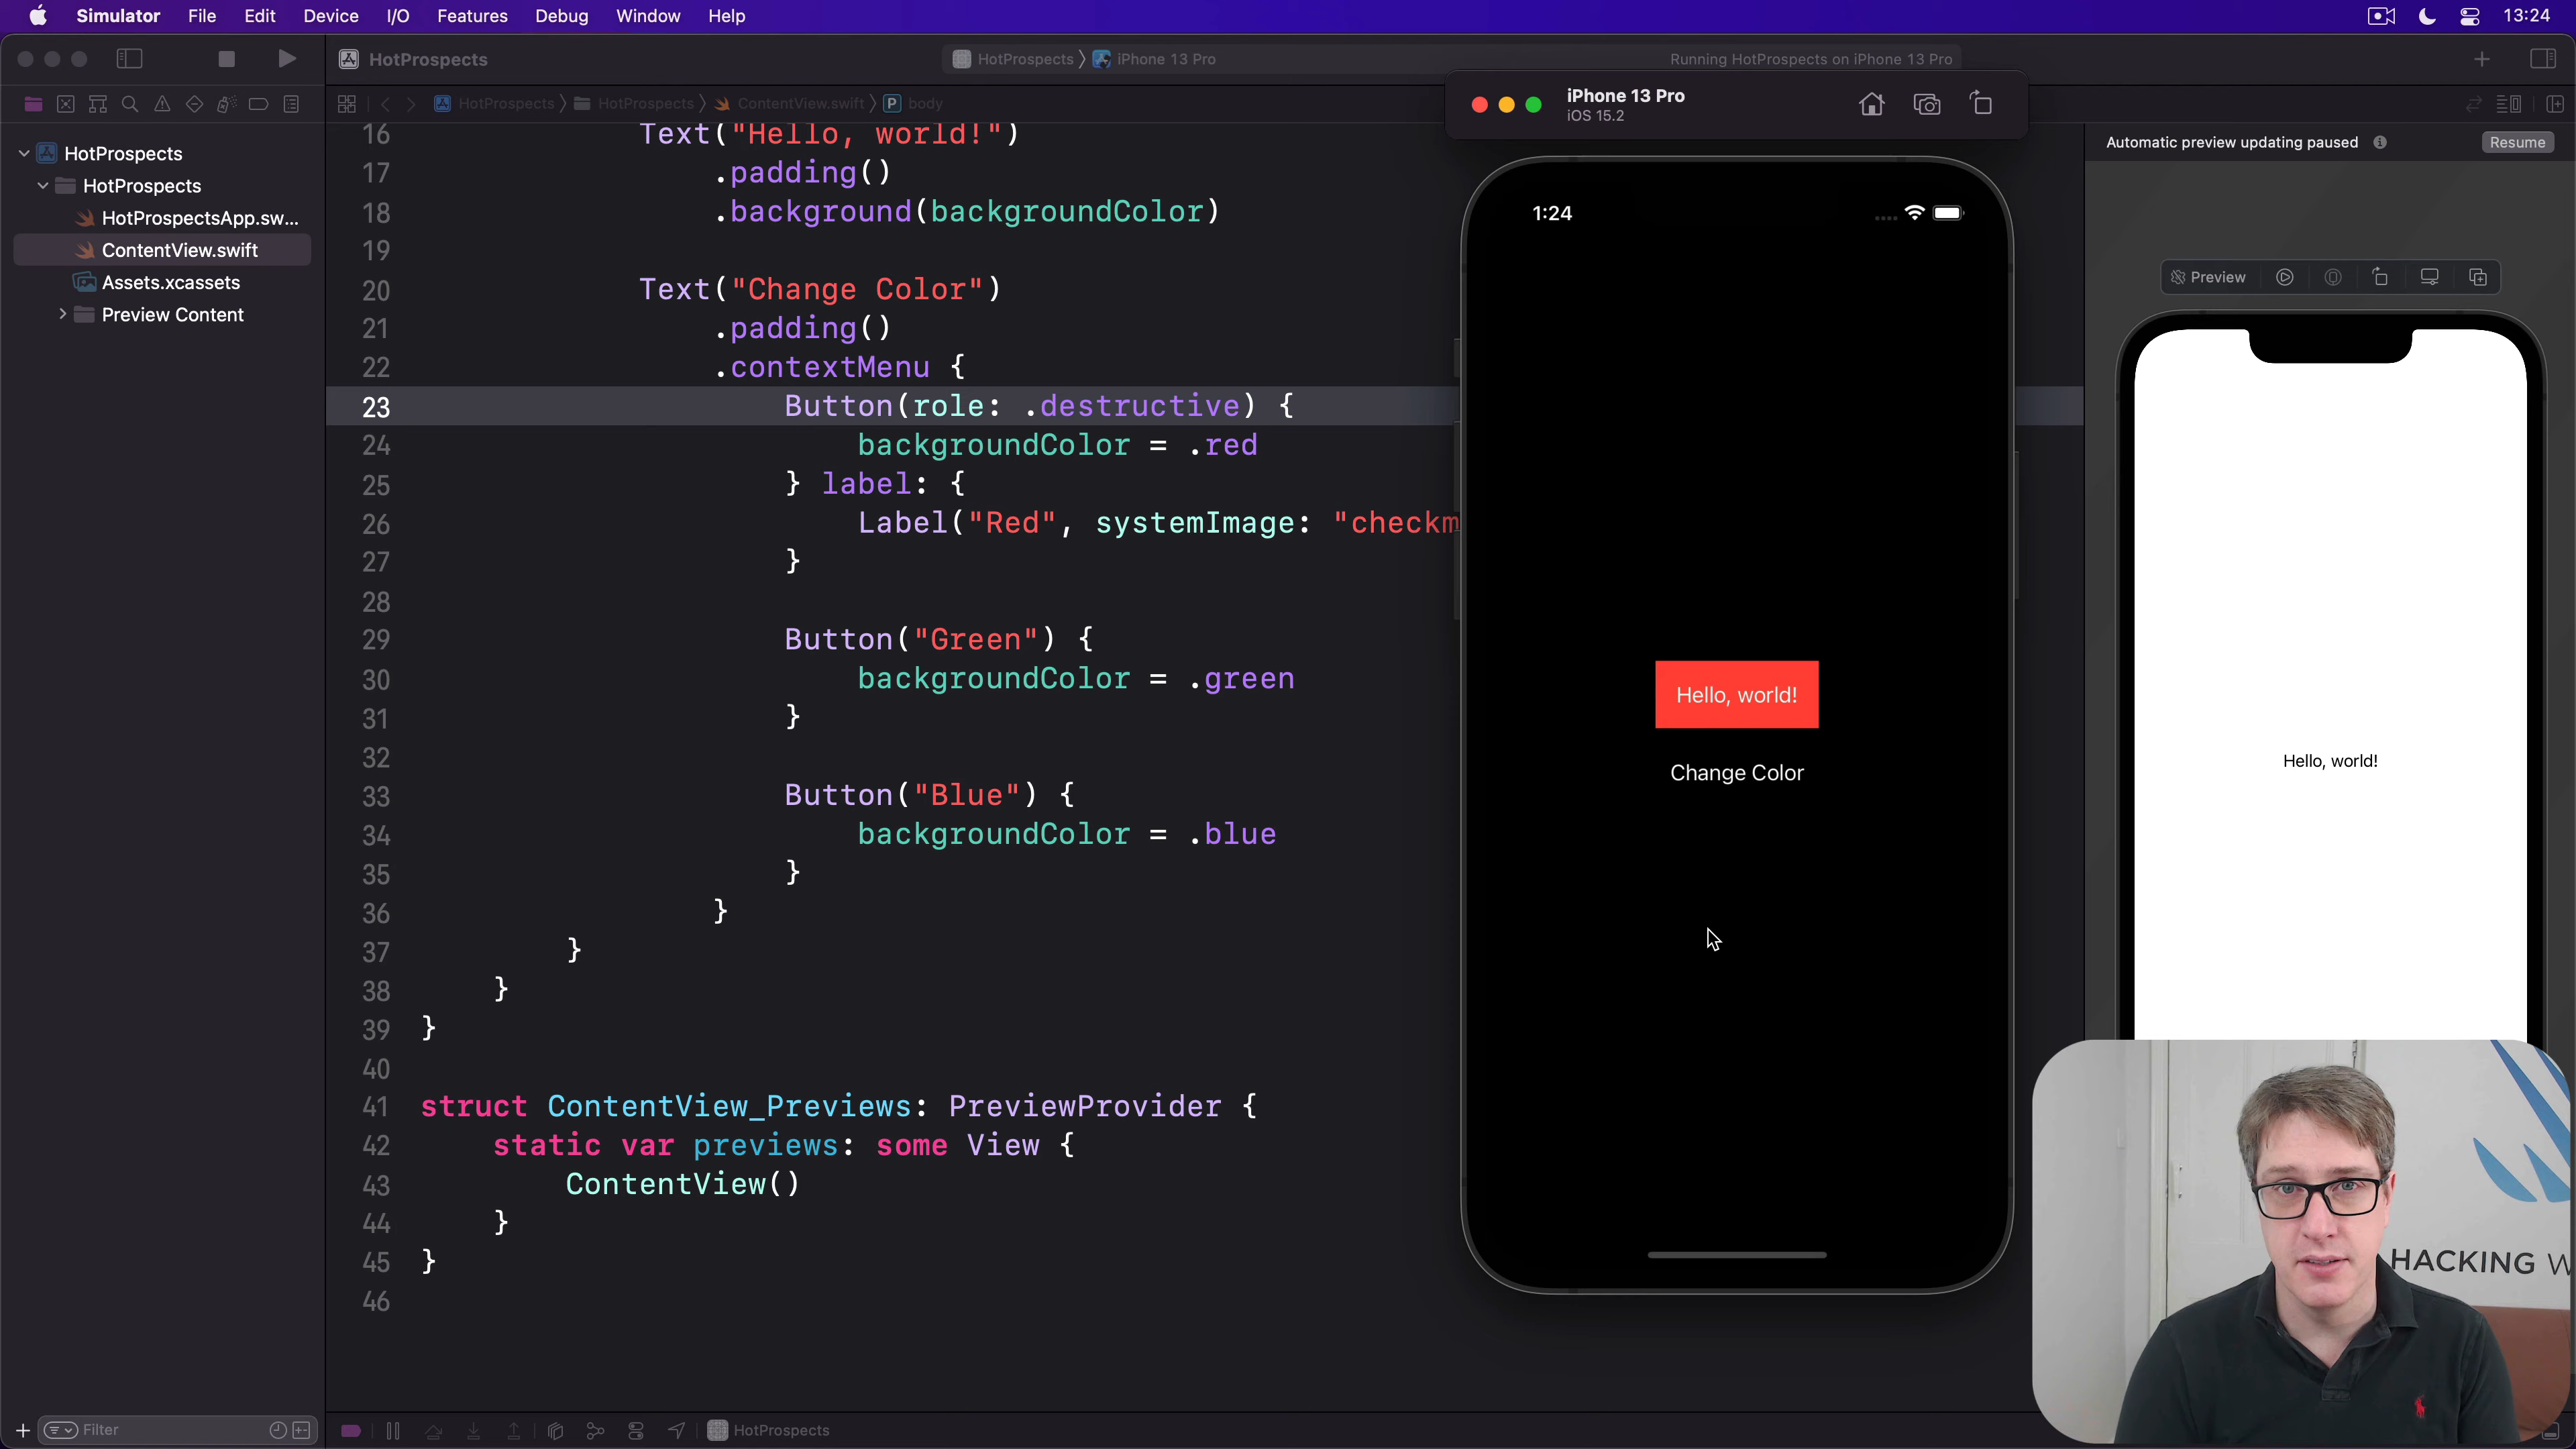 Simulator File Edit Device I/O Features Debug Window Help 13:24
HotProspects
HotProspects iPhone 13 Pro
Running HotProspects on iPhone 13 Pro
HotProspects HotProspects ContentView.swift P body
iPhone 13 Pro
iOS 15.2
Automatic preview updating paused Resume
HotProspects
HotProspects
HotProspectsApp.sw...
ContentView.swift
Assets.xcassets
Preview Content
16 Text("Hello, world!")
17 .padding()
18 .background(backgroundColor)
19
20 Text("Change Color")
21 .padding()
22 .contextMenu {
23 Button(role: .destructive) {
24 backgroundColor = .red
25 } label: {
26 Label("Red", systemImage: "checkm
27 }
28
29 Button("Green") {
30 backgroundColor = .green
31 }
32
33 Button("Blue") {
34 backgroundColor = .blue
35 }
36 }
37 }
38 }
39 }
40
41 struct ContentView_Previews: PreviewProvider {
42 static var previews: some View {
43 ContentView()
44 }
45 }
46
1:24
Hello, world!
Change Color
Preview
Hello, world!
HACKING W
Filter
HotProspects